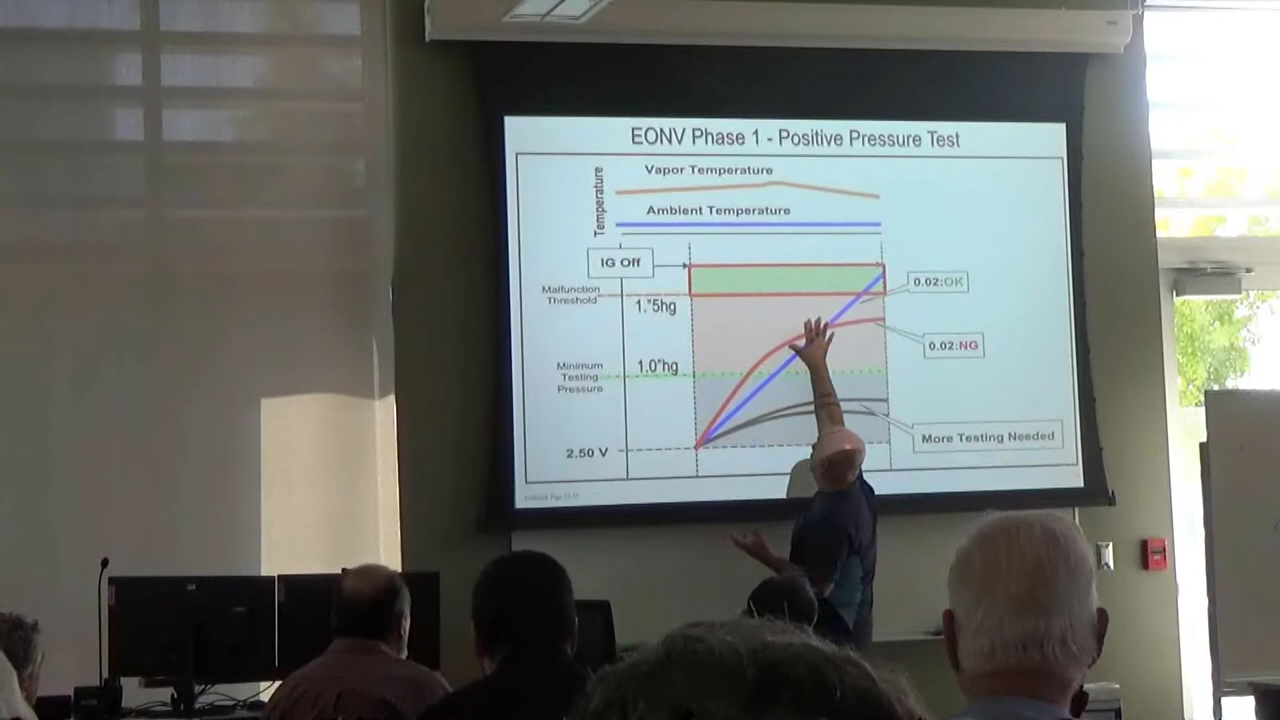 EONV Phase 1 - Positive Pressure Test
Vapor Temperature
Temperature
Ambient Temperature
IG Off
Malfunction
Threshold
1."5hg
0.02:OK
0.02:NG
Minimum
Testing
Pressure
1.0"hg
More Testing Needed
2.50 V